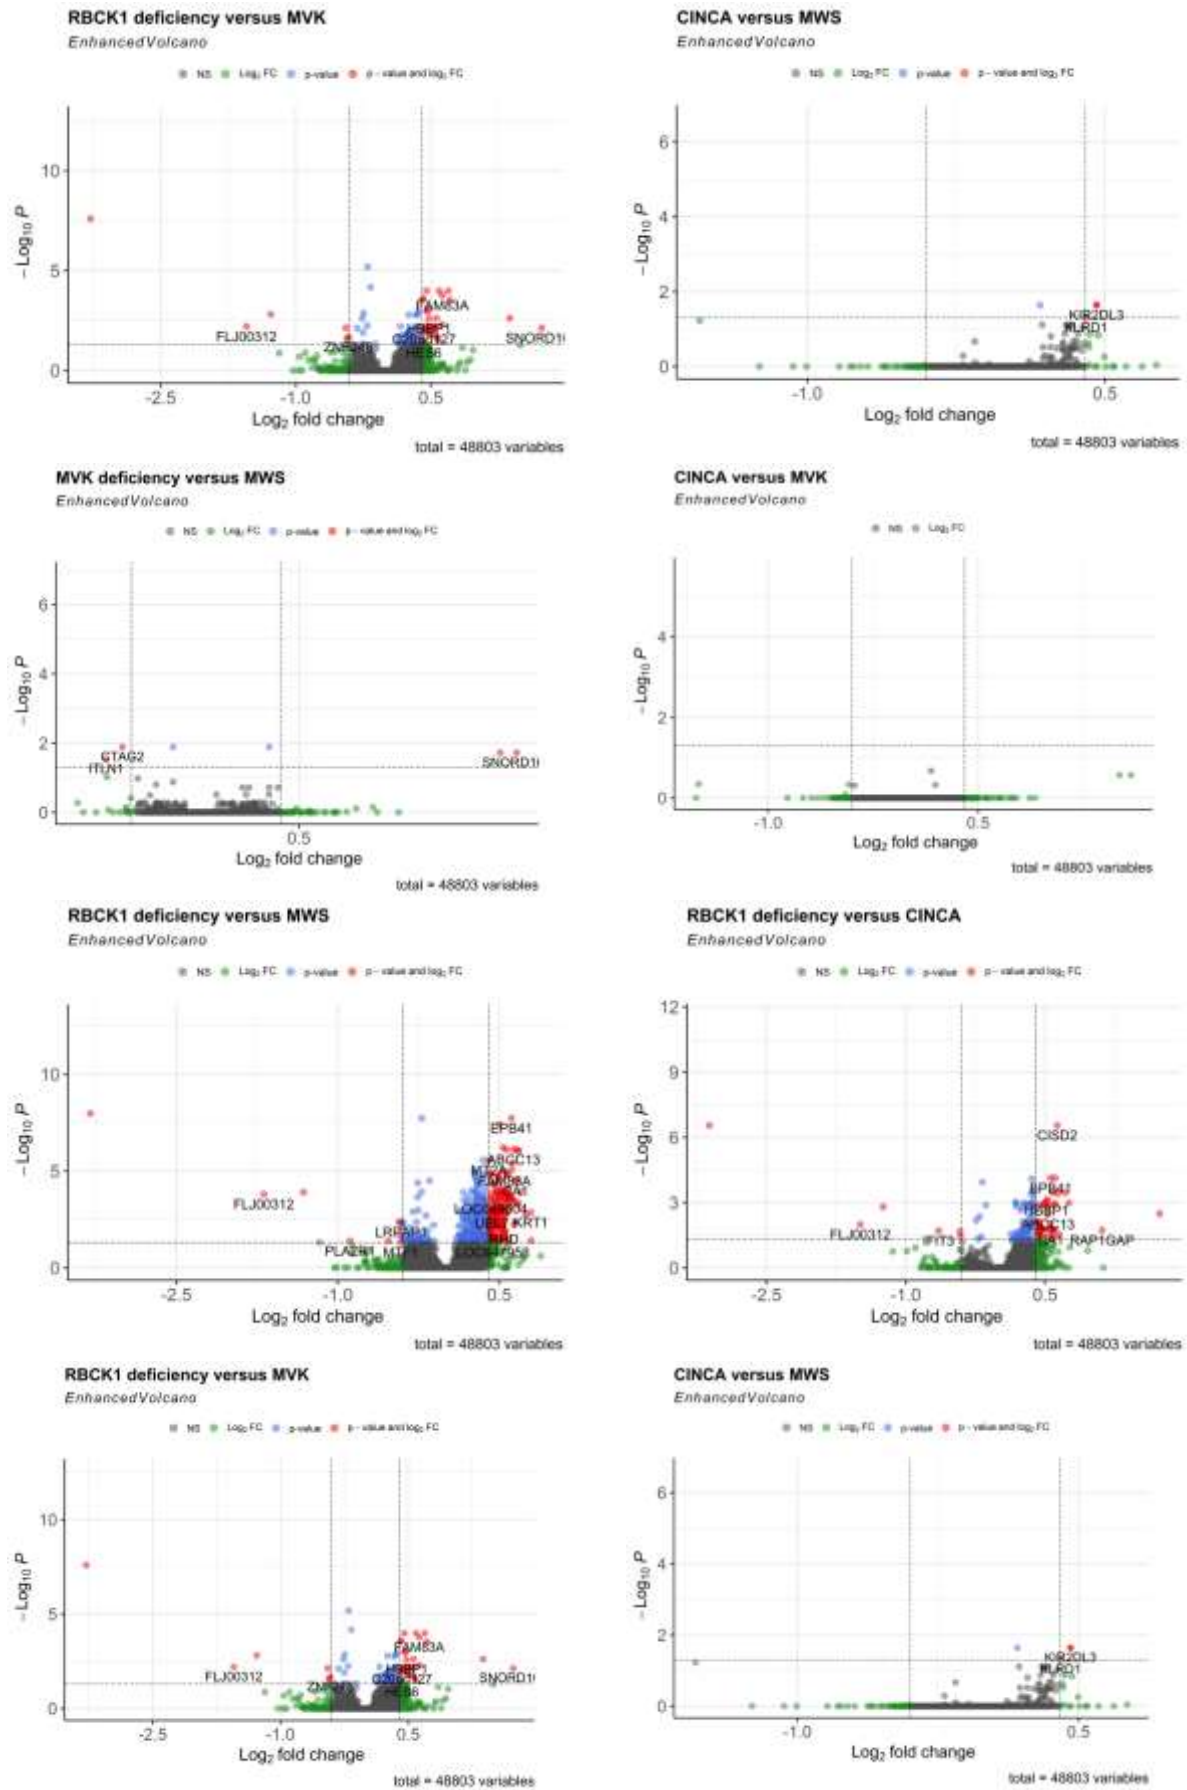 RBCK1 deficiency versus MVK
EnhancedVolcano
NS Log₂ FC p-value p - value and log₂ FC
10
5
0
-2.5 -1.0 0.5
- Log₁₀ P
Log₂ fold change
FAM83A
FLJ00312
ZNF248
HES6
total = 48803 variables
CINCA versus MWS
EnhancedVolcano
NS Log₂ FC p-value p - value and log₂ FC
6
4
2
0
-1.0 0.5
- Log₁₀ P
Log₂ fold change
KIR2DL3
KLRD1
total = 48803 variables
MVK deficiency versus MWS
EnhancedVolcano
NS Log₂ FC p-value p - value and log₂ FC
6
4
2
0
0.5
- Log₁₀ P
Log₂ fold change
CTAG2
ITLN1
SNORD1
total = 48803 variables
CINCA versus MVK
EnhancedVolcano
NS Log₂ FC
4
2
0
-1.0 0.5
- Log₁₀ P
Log₂ fold change
total = 48803 variables
RBCK1 deficiency versus MWS
EnhancedVolcano
NS Log₂ FC p-value p - value and log₂ FC
10
5
0
-2.5 -1.0 0.5
- Log₁₀ P
Log₂ fold change
EPB41
ABCC13
FLJ00312
KRT1
total = 48803 variables
RBCK1 deficiency versus CINCA
EnhancedVolcano
NS Log₂ FC p-value p - value and log₂ FC
12
9
6
3
0
-2.5 -1.0 0.5
- Log₁₀ P
Log₂ fold change
CISD2
EPB41
FLJ00312
IFIT3
RAP1GAP
total = 48803 variables
RBCK1 deficiency versus MVK
EnhancedVolcano
NS Log₂ FC p-value p - value and log₂ FC
10
5
0
-2.5 -1.0 0.5
- Log₁₀ P
Log₂ fold change
FAM83A
FLJ00312
SNORD1
total = 48803 variables
CINCA versus MWS
EnhancedVolcano
NS Log₂ FC p-value p - value and log₂ FC
6
4
2
0
-1.0 0.5
- Log₁₀ P
Log₂ fold change
KIR2DL3
KLRD1
total = 48803 variables